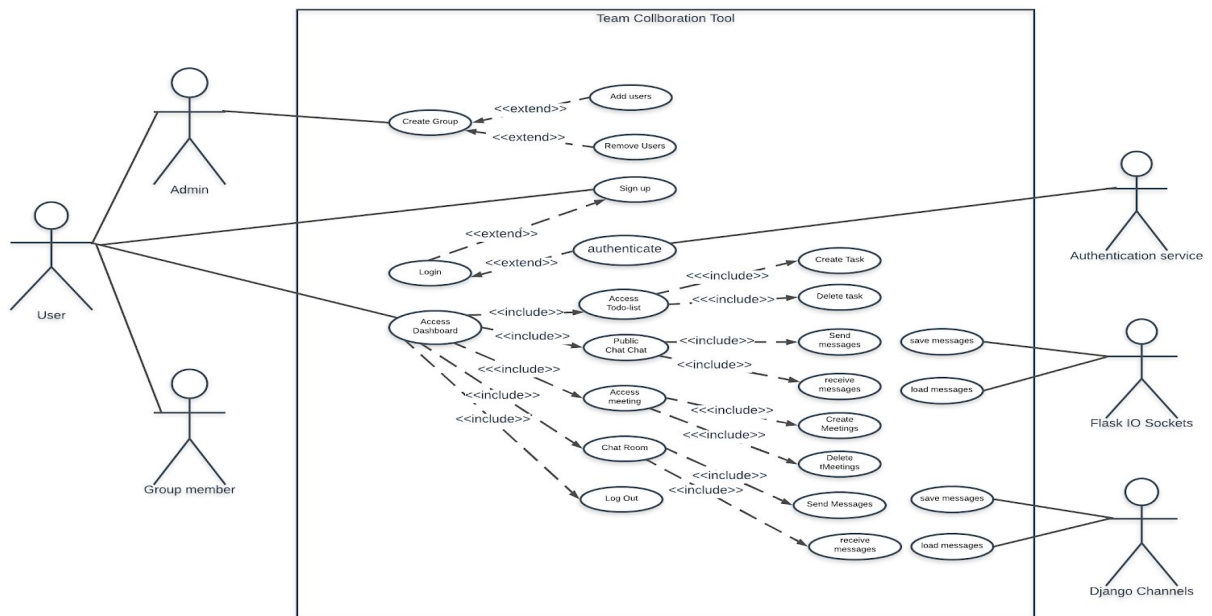 Team Collboration Tool
Add users
<<extend>>
Create Group
<<extend>>
Remove Users
Admin
Sign up
<<extend>>
authenticate
Authentication service
<<extend>>
Login
Create Task
<<<include>>
Access
Todo-list
Delete task
<<<include>>
User
<<include>>
Access
Dashboard
<<include>>
Public
Chat Chat
<<include>>
Send
messages
save messages
<<include>>
<<<include>>
receive
messages
load messages
<<include>>
Access
meeting
<<<include>>
Create
Meetings
Flask IO Sockets
<<include>>
<<<include>>
Chat Room
Delete
tMeetings
<<include>>
Group member
<<include>>
Log Out
Send Messages
save messages
receive
messages
load messages
Django Channels